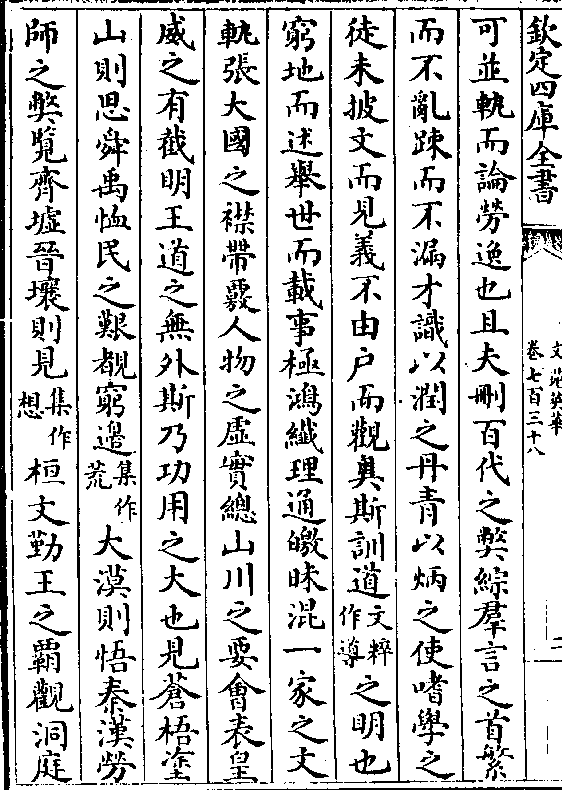 欽定四庫全書
文苑英華
卷七百三十八
二
可並軌而論勞逸也且夫刪百代之弊綜羣言之首繁
而不亂疎而不漏才識以潤之丹青以炳之使嗜學之
徒未披文而見義不由户而觀奥斯訓道文粹作導之明也
窮地而述舉世而載事極鴻纎理通皦昧混一家之文
軌張大國之襟帶覈人物之虛實總山川之要會表皇
威之有截明王道之無外斯乃功用之大也見蒼梧塗
山則思舜禹恤民之艱覩窮邉集作荒大漠則悟秦漢勞
師之弊覽齊墟晉壤則見集作想桓文勤王之覇觀洞庭